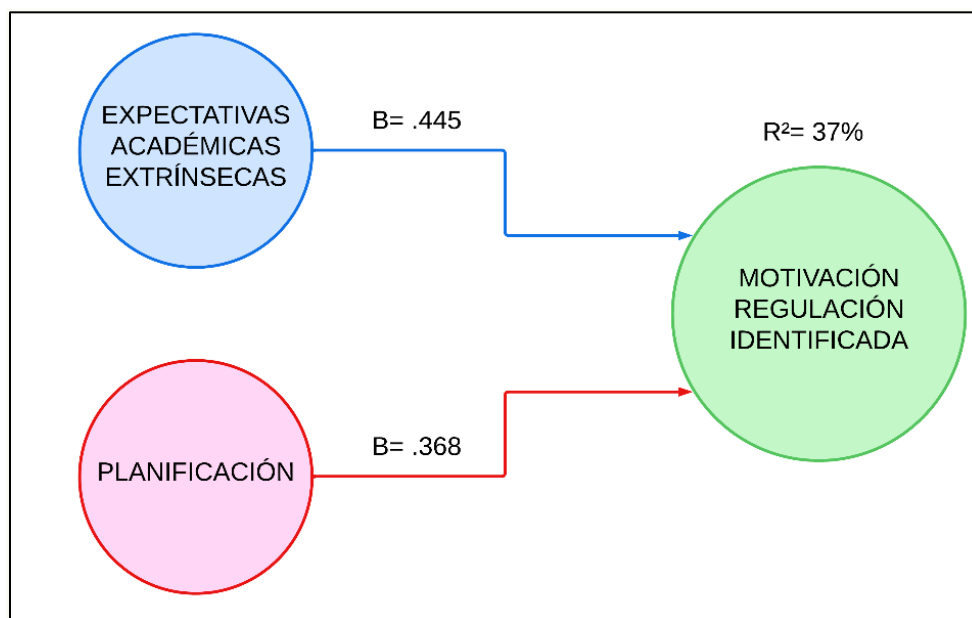 EXPECTATIVAS
ACADÉMICAS
EXTRÍNSECAS
B= .445
R²= 37%
MOTIVACIÓN
REGULACIÓN
IDENTIFICADA
PLANIFICACIÓN
B= .368